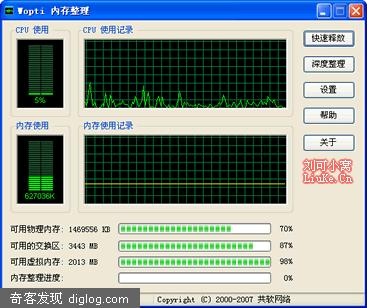 Wopti 内存整理
CPU 使用
CPU 使用记录
快速释放
5%
深度整理
设置
内存使用
内存使用记录
帮助
关于
刘可小窝
LiuKe.Cn
627036K
可用物理内存: 1469556 KB 70%
可用的交换区: 3443 MB 87%
可用虚拟内存: 2013 MB 98%
内存整理进度: 0%
奇客发现 diglog.com
Copyright (C) 2000-2007 共软网络